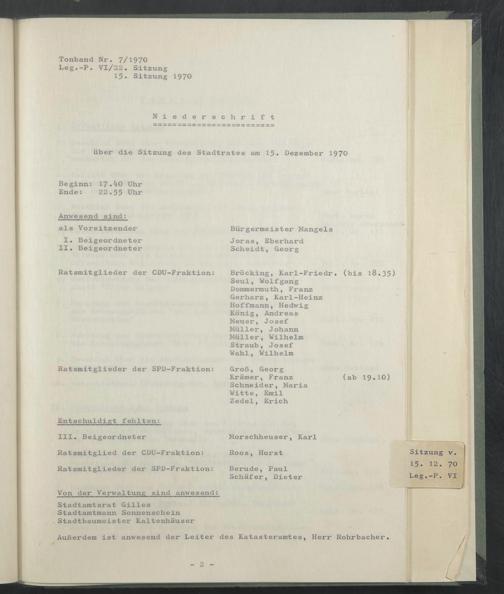 Tonband Nr. 7/1970
Leg.-P. VI/22. Sitzung
15. Sitzung 1970
N i e d e r s c h r i f t
=========================
über die Sitzung des Stadtrates am 15. Dezember 1970
Beginn: 17.40 Uhr
Ende: 22.55 Uhr
Anwesend sind:
als Vorsitzender Bürgermeister Mangels
I. Beigeordneter Joras, Eberhard
II. Beigeordneter Scheidt, Georg
Ratsmitglieder der CDU-Fraktion: Brücking, Karl-Friedr. (bis 18.35)
Seul, Wolfgang
Dommermuth, Franz
Gerharz, Karl-Heinz
Hoffmann, Hedwig
König, Andreas
Meuer, Josef
Müller, Johann
Müller, Wilhelm
Straub, Josef
Wahl, Wilhelm
Ratsmitglieder der SPD-Fraktion: Groß, Georg
Krämer, Franz (ab 19.10)
Schneider, Maria
Witte, Emil
Zedel, Erich
Entschuldigt fehlten:
III. Beigeordneter Morschheuser, Karl
Ratsmitglied der CDU-Fraktion: Roos, Horst
Ratsmitglieder der SPD-Fraktion: Berude, Paul
Schäfer, Dieter
Von der Verwaltung sind anwesend:
Stadtamtsrat Gilles
Stadtamtmann Sonnenschein
Stadtbaumeister Kaltenhäuser
Außerdem ist anwesend der Leiter des Katasteramtes, Herr Rohrbacher.
- 2 -
Sitzung v.
15. 12. 70
Leg.-P. VI